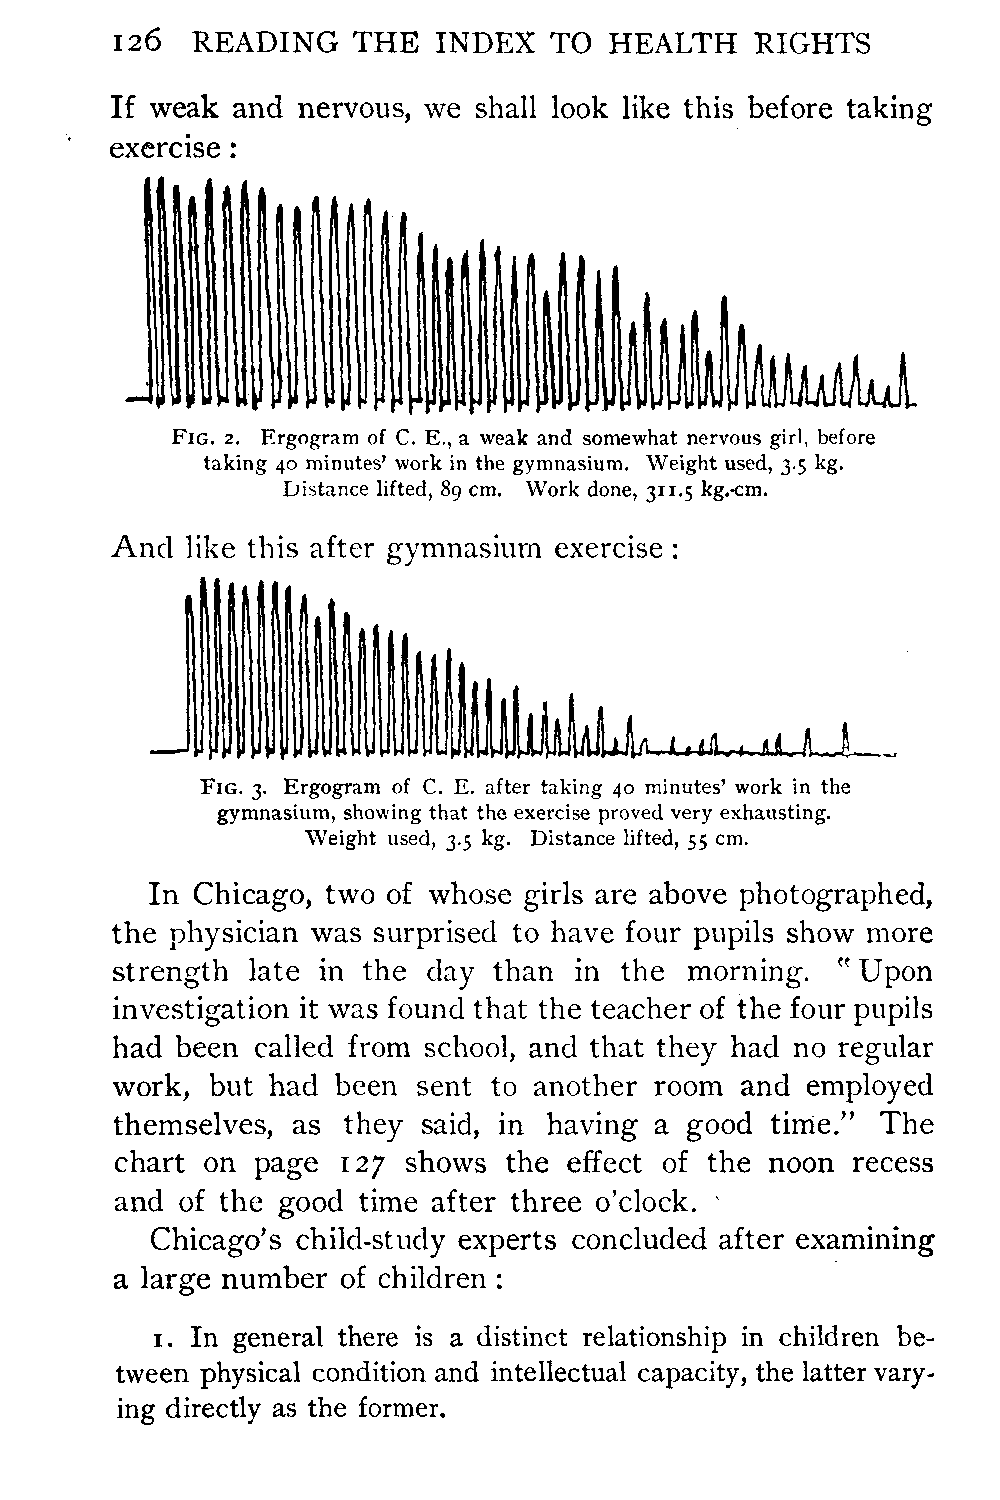 126 READING THE INDEX TO HEALTH RIGHTS
If weak and nervous, we shall look like this before taking
exercise :
FIG. 2. Ergogram of C. E., a weak and somewhat nervous girl, before
taking 40 minutes' work in the gymnasium. Weight used, 3.5 kg.
Distance lifted, 89 cm. Work done, 311.5 kg.-cm.
And like this after gymnasium exercise :
FIG. 3. Ergogram of C. E. after taking 40 minutes' work in the
gymnasium, showing that the exercise proved very exhausting.
Weight used, 3.5 kg. Distance lifted, 55 cm.
In Chicago, two of whose girls are above photographed,
the physician was surprised to have four pupils show more
strength late in the day than in the morning. “Upon
investigation it was found that the teacher of the four pupils
had been called from school, and that they had no regular
work, but had been sent to another room and employed
themselves, as they said, in having a good time.” The
chart on page 127 shows the effect of the noon recess
and of the good time after three o'clock.
Chicago's child-study experts concluded after examining
a large number of children :
1. In general there is a distinct relationship in children be-
tween physical condition and intellectual capacity, the latter vary-
ing directly as the former.